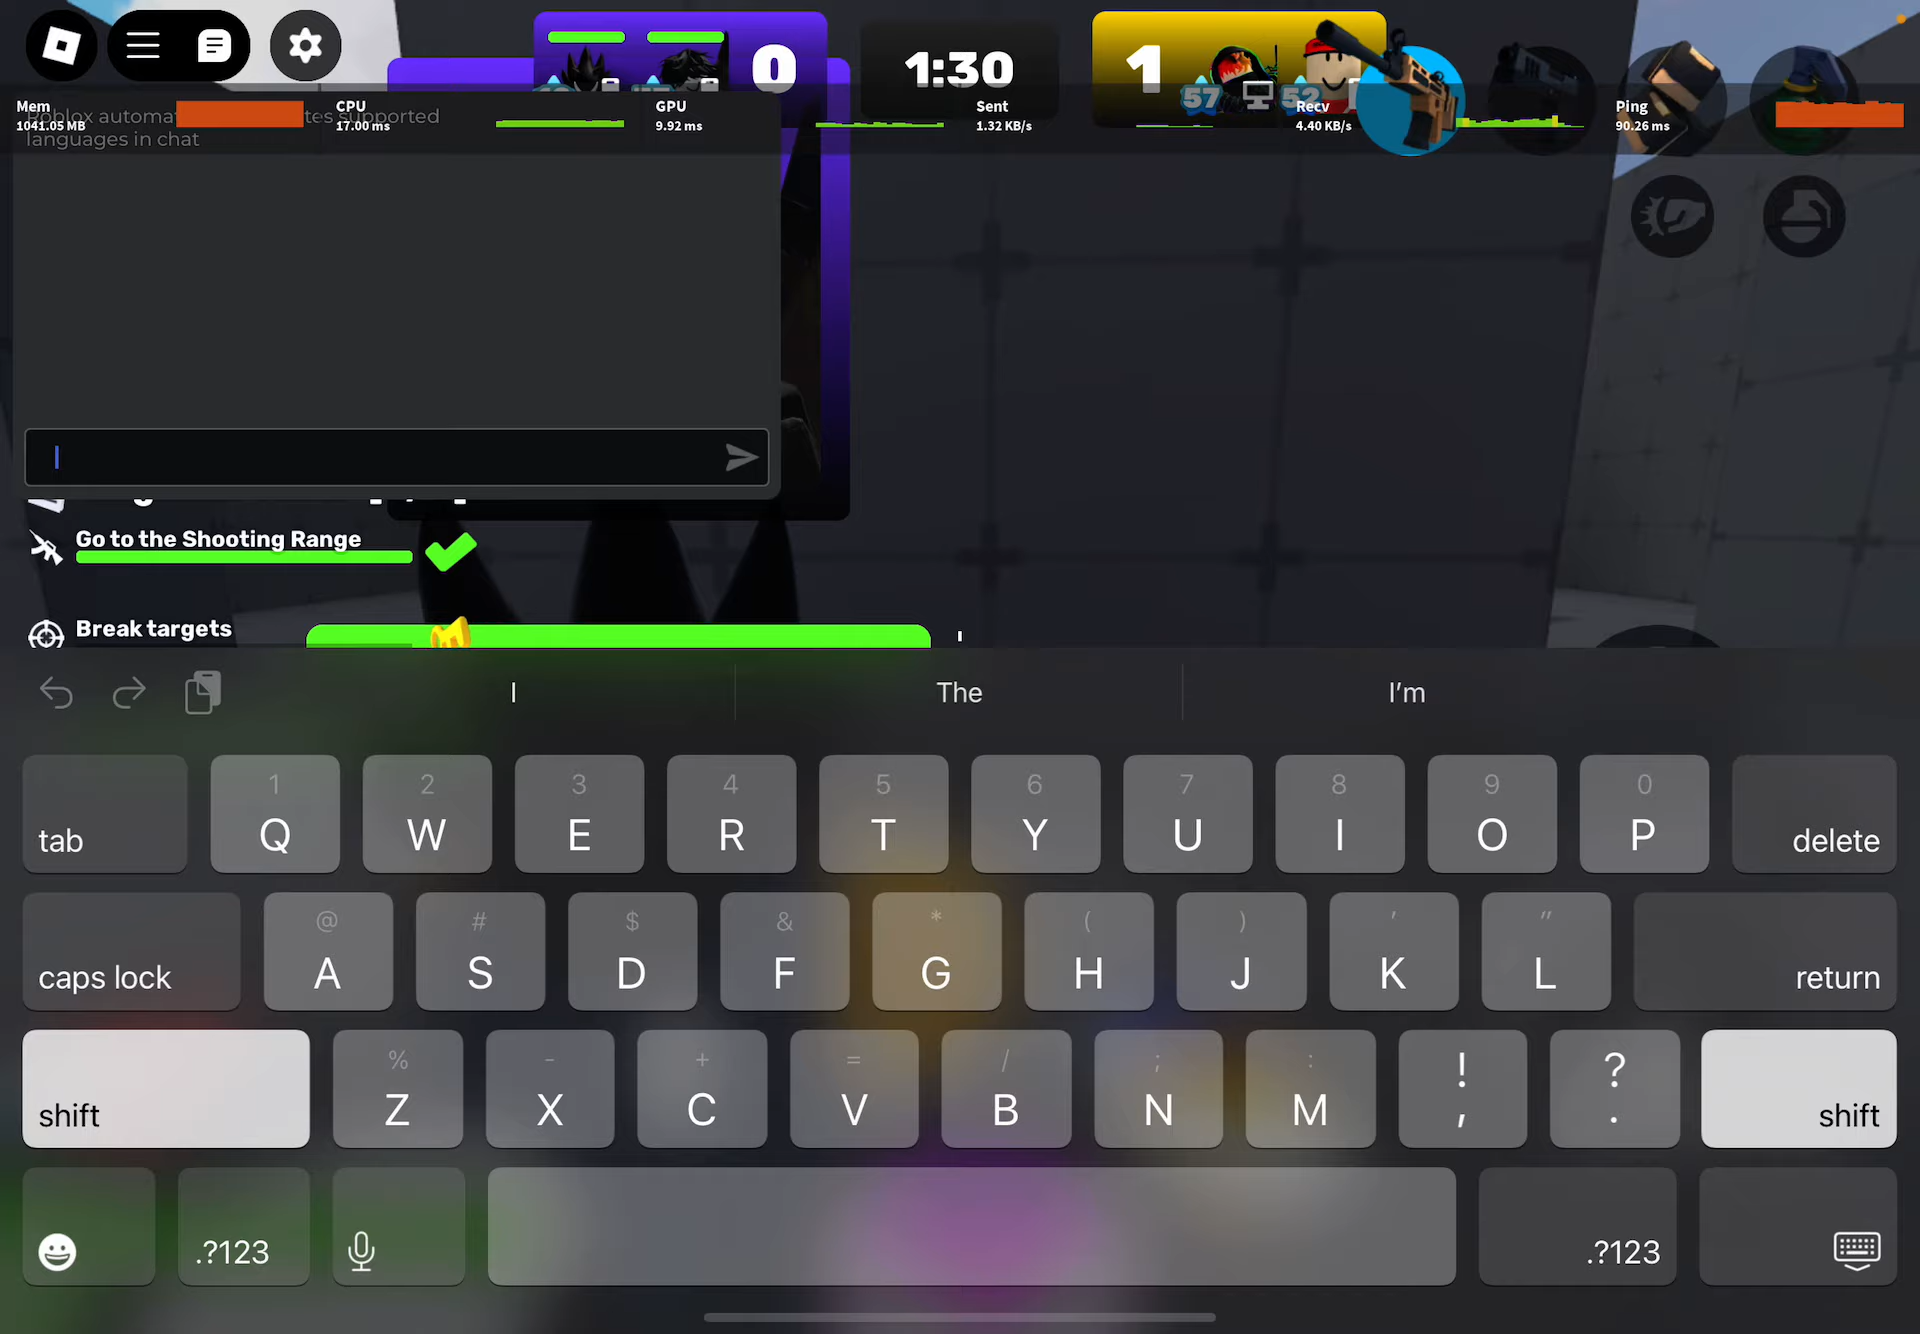 0
1:30
1
57
52
Mem
1041.05 MB
CPU
17.00 ms
GPU
9.92 ms
Sent
1.32 KB/s
Recv
4.40 KB/s
Ping
90.26 ms
tes supported
languages in chat
Go to the Shooting Range
Break targets
I
The
I'm
tab
1 2 3 4 5 6 7 8 9 0
Q W E R T Y U I O P
delete
caps lock
@ # $ & * ( ) ' "
A S D F G H J K L
return
shift
% - + = / ; : ! ?
Z X C V B N M , .
shift
.?123
.?123